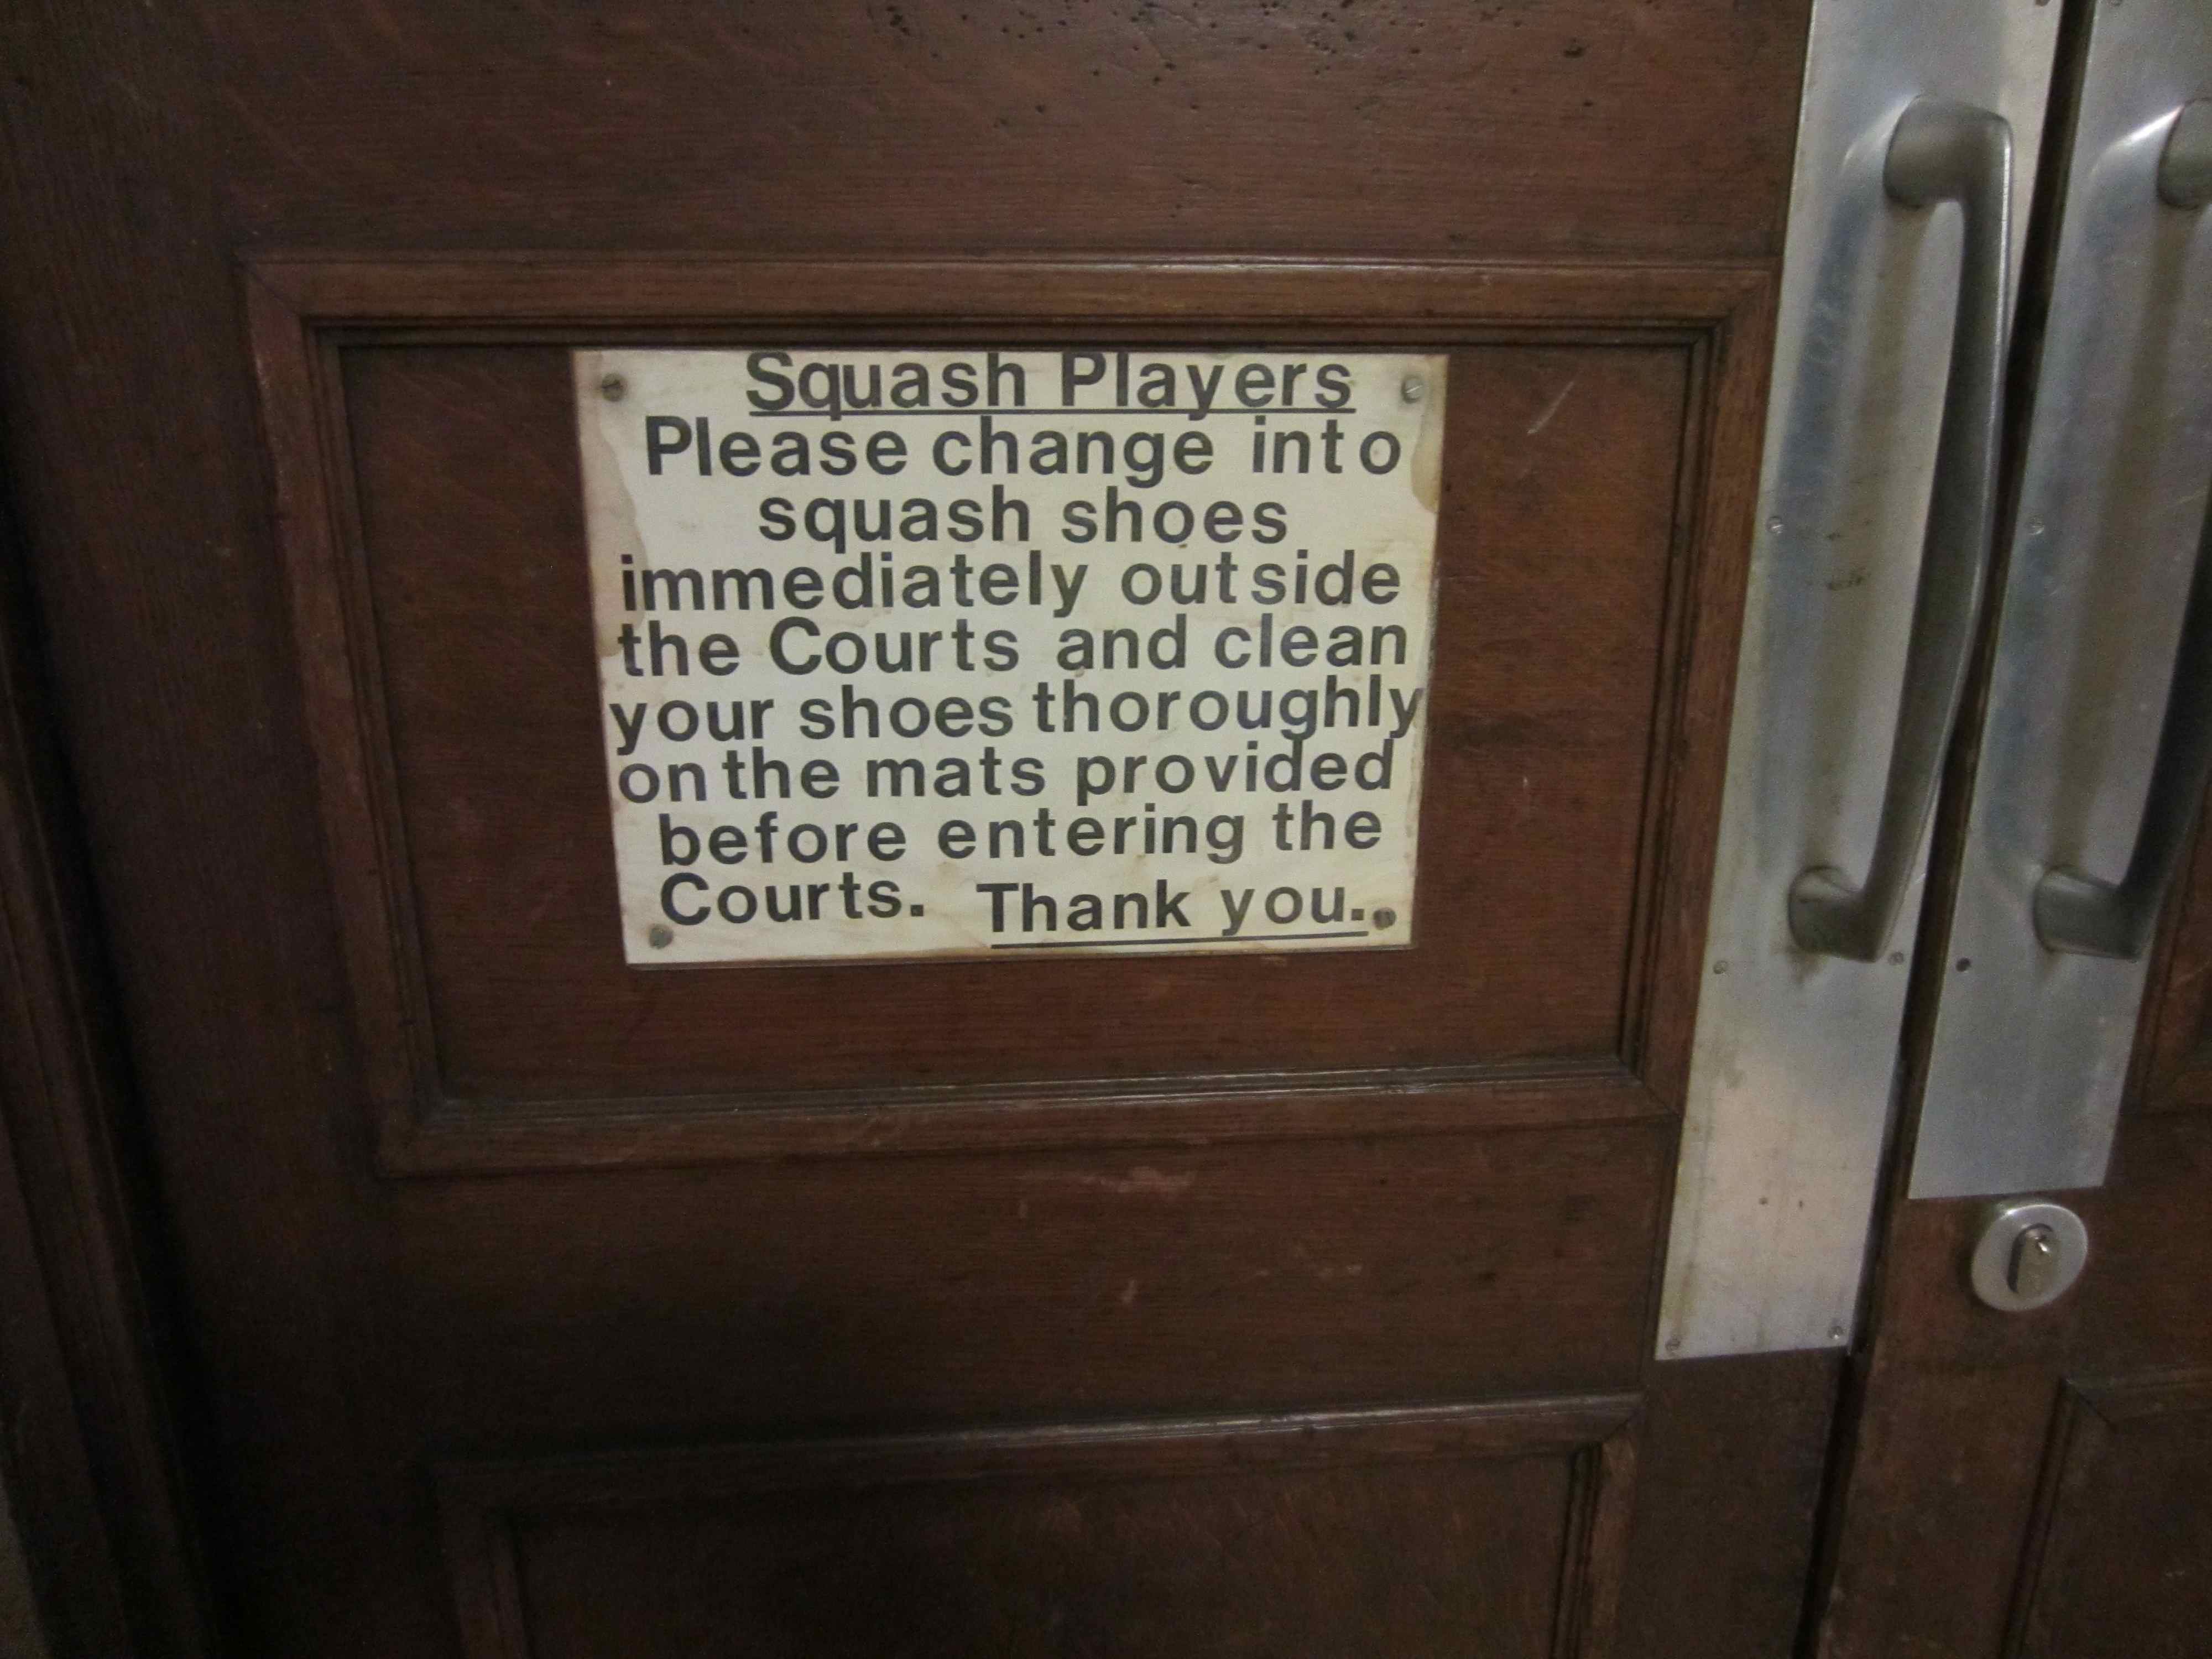 Squash Players
Please change into
squash shoes
immediately outside
the Courts and clean
your shoes thoroughly
on the mats provided
before entering the
Courts. Thank you.